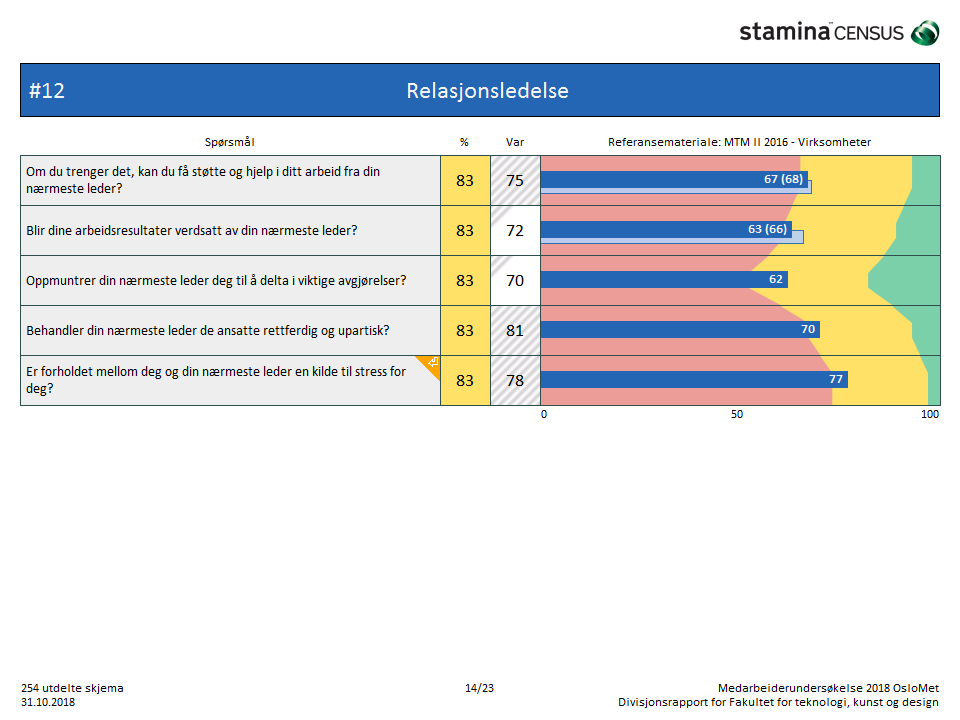 stamina™ CENSUS
#12 Relasjonsledelse
Spørsmål % Var Referansemateriale: MTM II 2016 - Virksomheter
Om du trenger det, kan du få støtte og hjelp i ditt arbeid fra din
nærmeste leder?
83 75 67 (68)
Blir dine arbeidsresultater verdsatt av din nærmeste leder? 83 72 63 (66)
Oppmuntrer din nærmeste leder deg til å delta i viktige avgjørelser? 83 70 62
Behandler din nærmeste leder de ansatte rettferdig og upartisk? 83 81 70
Er forholdet mellom deg og din nærmeste leder en kilde til stress for
deg?
83 78 77
0 50 100
254 utdelte skjema 14/23 Medarbeiderundersøkelse 2018 OsloMet
31.10.2018 Divisjonsrapport for Fakultet for teknologi, kunst og design